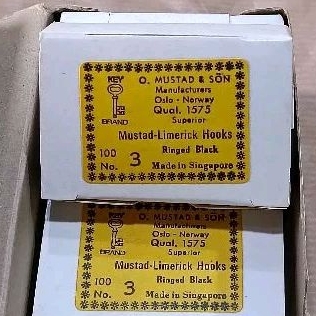 KEY
BRAND
O. MUSTAD & SÖN
Manufacturers
Oslo - Norway
Qual. 1575
Superior
Mustad-Limerick Hooks
100 Ringed Black
No. 3 Made in Singapore
KEY
BRAND
O. MUSTAD & SÖN
Manufacturers
Oslo - Norway
Qual. 1575
Superior
Mustad-Limerick Hooks
100 Ringed Black
No. 3 Made in Singapore